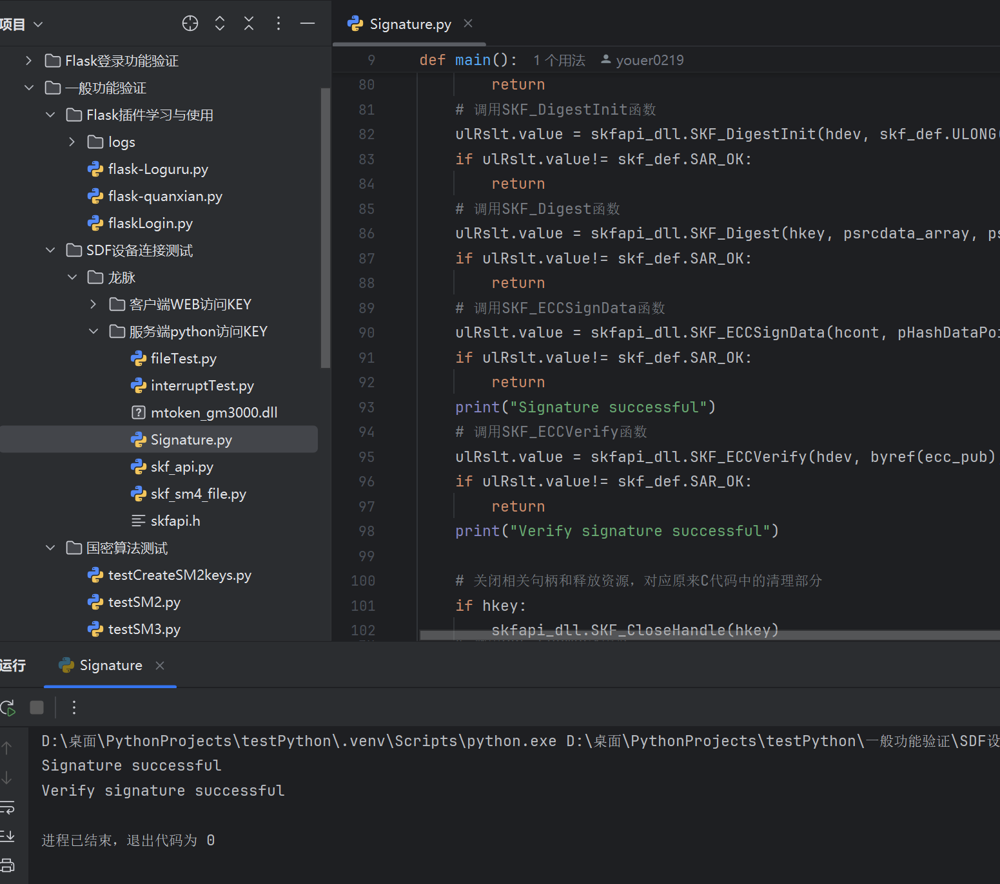 项目
Flask登录功能验证
一般功能验证
Flask插件学习与使用
logs
flask-Loguru.py
flask-quanxian.py
flaskLogin.py
SDF设备连接测试
龙脉
客户端WEB访问KEY
服务端python访问KEY
fileTest.py
interruptTest.py
mtoken_gm3000.dll
Signature.py
skf_api.py
skf_sm4_file.py
skfapi.h
国密算法测试
testCreateSM2keys.py
testSM2.py
testSM3.py
Signature.py
9 def main(): 1 个用法 youer0219
80 return
81 # 调用SKF_DigestInit函数
82 ulRslt.value = skfapi_dll.SKF_DigestInit(hdev, skf_def.ULONG(
83 if ulRslt.value!= skf_def.SAR_OK:
84 return
85 # 调用SKF_Digest函数
86 ulRslt.value = skfapi_dll.SKF_Digest(hkey, psrcdata_array, ps
87 if ulRslt.value!= skf_def.SAR_OK:
88 return
89 # 调用SKF_ECCSignData函数
90 ulRslt.value = skfapi_dll.SKF_ECCSignData(hcont, pHashDataPoi
91 if ulRslt.value!= skf_def.SAR_OK:
92 return
93 print("Signature successful")
94 # 调用SKF_ECCVerify函数
95 ulRslt.value = skfapi_dll.SKF_ECCVerify(hdev, byref(ecc_pub)
96 if ulRslt.value!= skf_def.SAR_OK:
97 return
98 print("Verify signature successful")
99
100 # 关闭相关句柄和释放资源，对应原来C代码中的清理部分
101 if hkey:
102 skfapi_dll.SKF_CloseHandle(hkey)
运行 Signature
D:\桌面\PythonProjects\testPython\.venv\Scripts\python.exe D:\桌面\PythonProjects\testPython\一般功能验证\SDF设
Signature successful
Verify signature successful
进程已结束，退出代码为 0